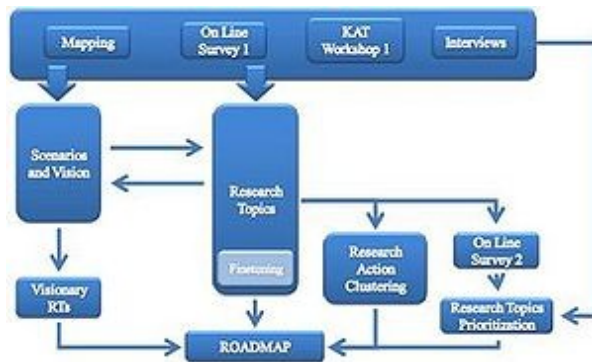 Mapping
On Line
Survey 1
KAT
Workshop 1
Interviews
Scenarios
and Vision
Research
Topics
Finetuning
Research
Action
Clustering
On Line
Survey 2
Visionary
RTs
Research Topics
Prioritization
ROADMAP